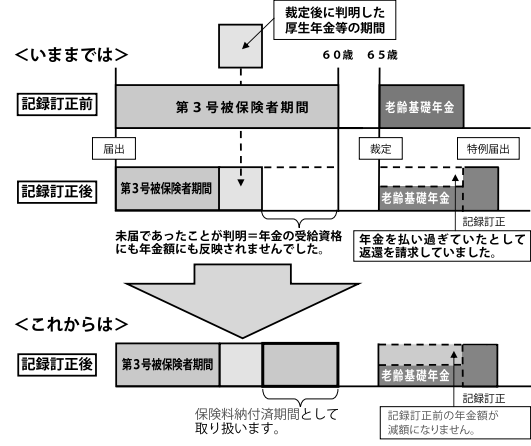 裁定後に判明した
厚生年金等の期間
＜いままでは＞
６０歳
６５歳
記録訂正前
第３号被保険者期間
老齢基礎年金
届出
裁定
特例届出
記録訂正後
第3号被保険者期間
老齢基礎年金
記録訂正
未届であったことが判明＝年金の受給資格
にも年金額にも反映されませんでした。
年金を払い過ぎていたとして
返還を請求していました。
＜これからは＞
記録訂正後
第3号被保険者期間
老齢基礎年金
記録訂正
保険料納付済期間として
取り扱います。
記録訂正前の年金額が
減額になりません。